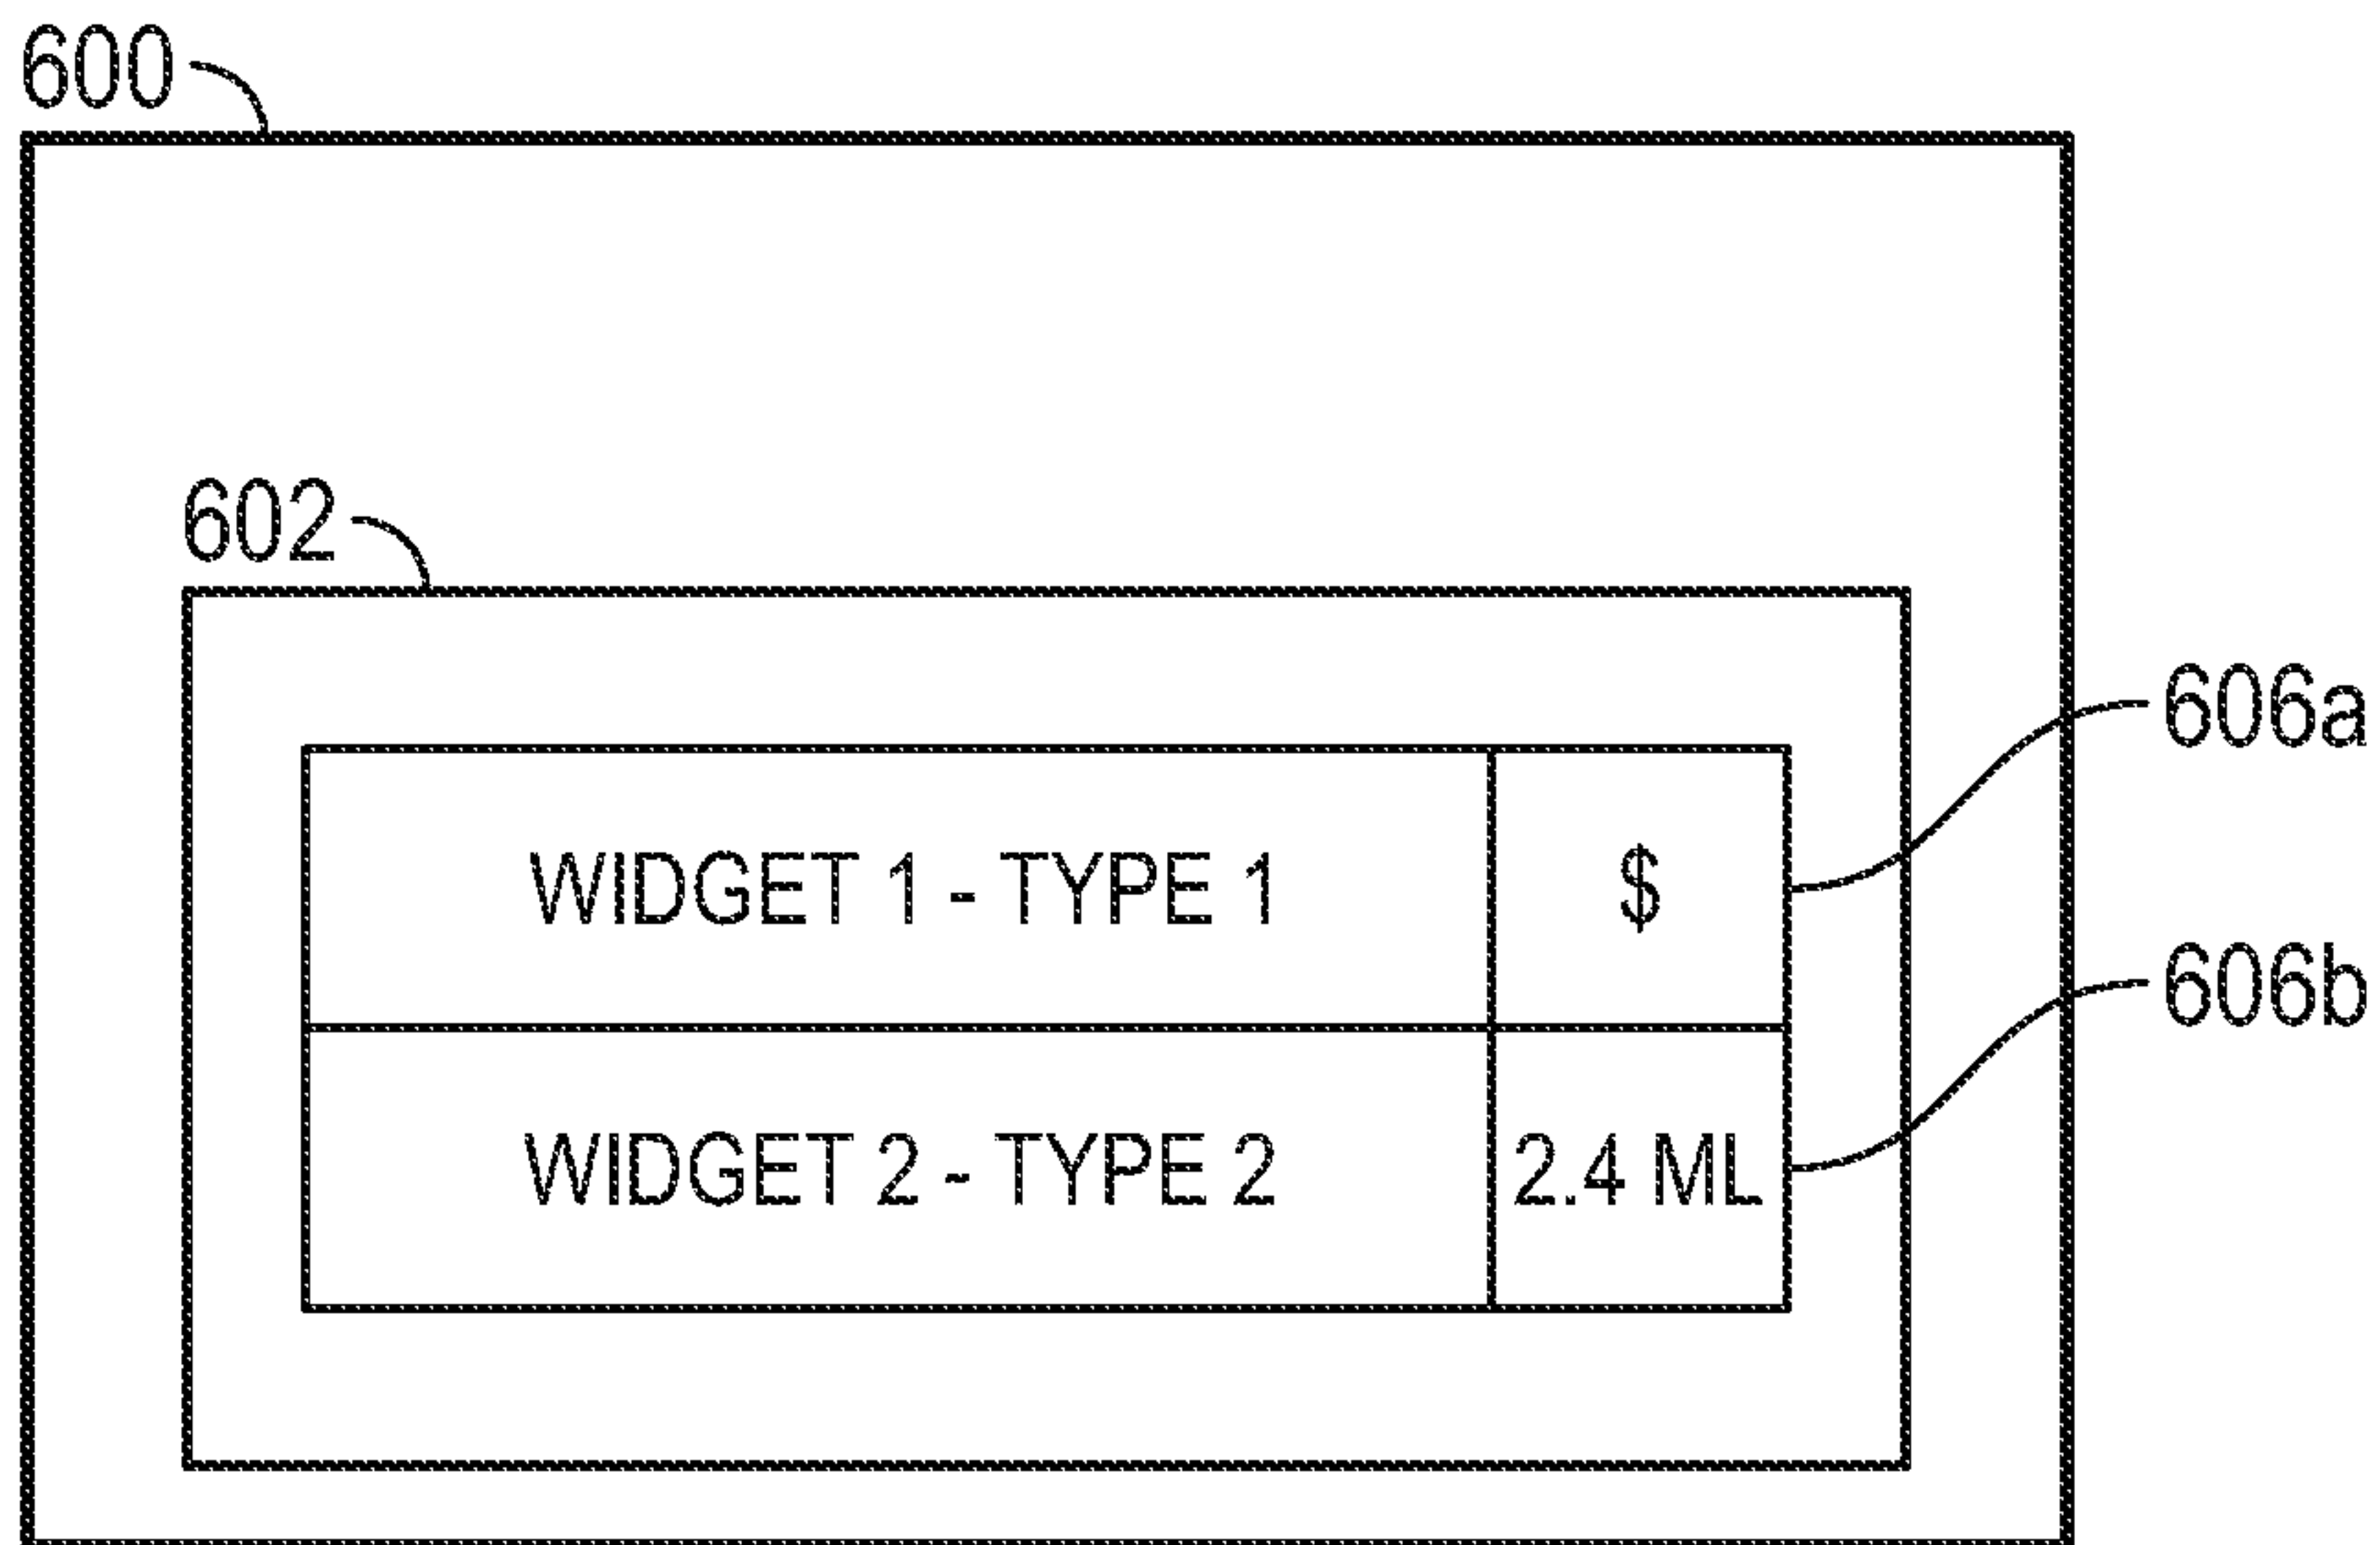 600
602
606a
WIDGET 1 - TYPE 1 $
606b
WIDGET 2 - TYPE 2 2.4 ML